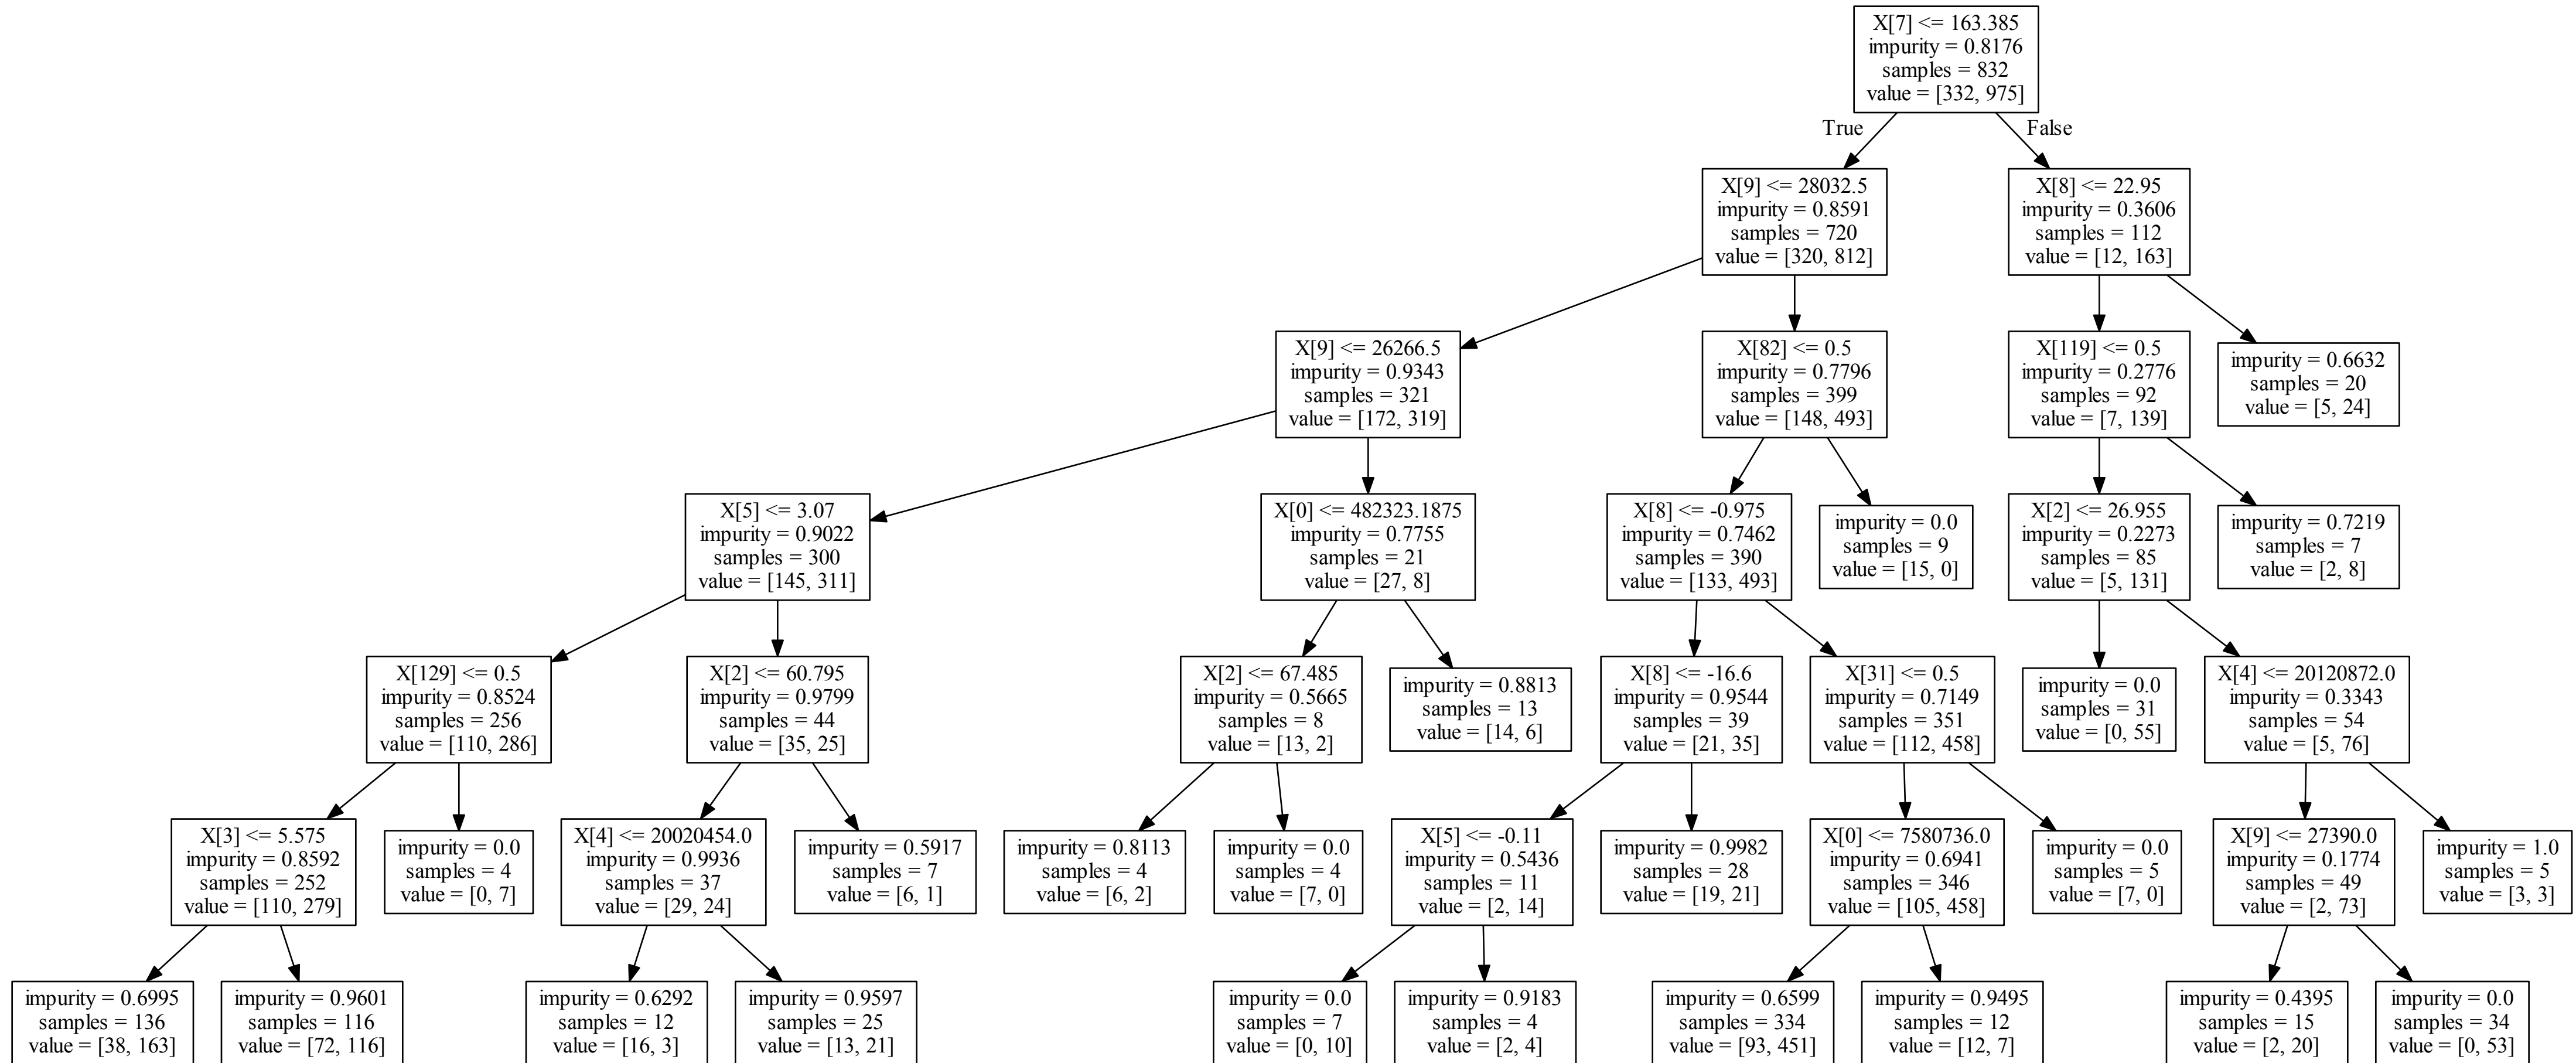 X[7] <= 163.385
impurity = 0.8176
samples = 832
value = [332, 975]
True
False
X[9] <= 28032.5
impurity = 0.8591
samples = 720
value = [320, 812]
X[8] <= 22.95
impurity = 0.3606
samples = 112
value = [12, 163]
X[9] <= 26266.5
impurity = 0.9343
samples = 321
value = [172, 319]
X[82] <= 0.5
impurity = 0.7796
samples = 399
value = [148, 493]
X[119] <= 0.5
impurity = 0.2776
samples = 92
value = [7, 139]
impurity = 0.6632
samples = 20
value = [5, 24]
X[5] <= 3.07
impurity = 0.9022
samples = 300
value = [145, 311]
X[0] <= 482323.1875
impurity = 0.7755
samples = 21
value = [27, 8]
X[8] <= -0.975
impurity = 0.7462
samples = 390
value = [133, 493]
impurity = 0.0
samples = 9
value = [15, 0]
X[2] <= 26.955
impurity = 0.2273
samples = 85
value = [5, 131]
impurity = 0.7219
samples = 7
value = [2, 8]
X[129] <= 0.5
impurity = 0.8524
samples = 256
value = [110, 286]
X[2] <= 60.795
impurity = 0.9799
samples = 44
value = [35, 25]
X[2] <= 67.485
impurity = 0.5665
samples = 8
value = [13, 2]
impurity = 0.8813
samples = 13
value = [14, 6]
X[8] <= -16.6
impurity = 0.9544
samples = 39
value = [21, 35]
X[31] <= 0.5
impurity = 0.7149
samples = 351
value = [112, 458]
impurity = 0.0
samples = 31
value = [0, 55]
X[4] <= 20120872.0
impurity = 0.3343
samples = 54
value = [5, 76]
X[3] <= 5.575
impurity = 0.8592
samples = 252
value = [110, 279]
impurity = 0.0
samples = 4
value = [0, 7]
X[4] <= 20020454.0
impurity = 0.9936
samples = 37
value = [29, 24]
impurity = 0.5917
samples = 7
value = [6, 1]
impurity = 0.8113
samples = 4
value = [6, 2]
impurity = 0.0
samples = 4
value = [7, 0]
X[5] <= -0.11
impurity = 0.5436
samples = 11
value = [2, 14]
impurity = 0.9982
samples = 28
value = [19, 21]
X[0] <= 7580736.0
impurity = 0.6941
samples = 346
value = [105, 458]
impurity = 0.0
samples = 5
value = [7, 0]
X[9] <= 27390.0
impurity = 0.1774
samples = 49
value = [2, 73]
impurity = 1.0
samples = 5
value = [3, 3]
impurity = 0.6995
samples = 136
value = [38, 163]
impurity = 0.9601
samples = 116
value = [72, 116]
impurity = 0.6292
samples = 12
value = [16, 3]
impurity = 0.9597
samples = 25
value = [13, 21]
impurity = 0.0
samples = 7
value = [0, 10]
impurity = 0.9183
samples = 4
value = [2, 4]
impurity = 0.6599
samples = 334
value = [93, 451]
impurity = 0.9495
samples = 12
value = [12, 7]
impurity = 0.4395
samples = 15
value = [2, 20]
impurity = 0.0
samples = 34
value = [0, 53]